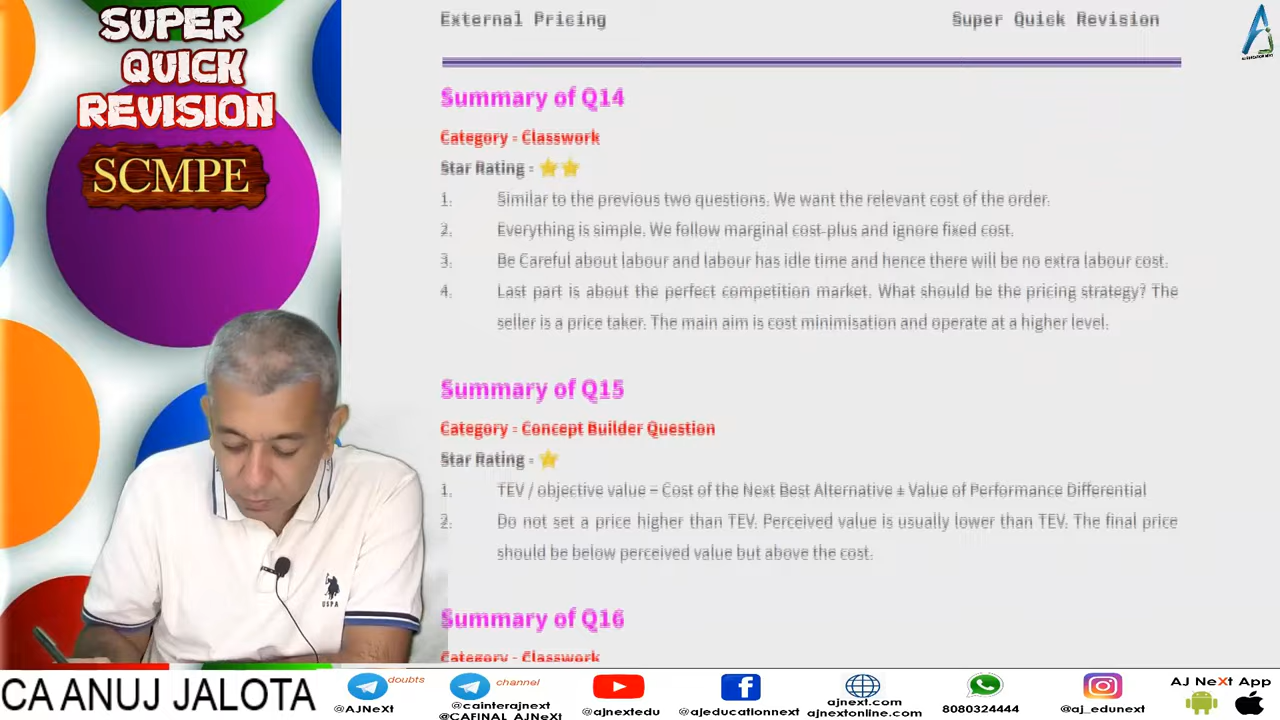 SUPER
QUICK
REVISION
SCMPE
External Pricing
Super Quick Revision
Summary of Q14
Category - Classwork
Star Rating -
1. Similar to the previous two questions. We want the relevant cost of the order.
2. Everything is simple. We follow marginal cost-plus and ignore fixed cost.
3. Be Careful about labour and labour has idle time and hence there will be no extra labour cost.
4. Last part is about the perfect competition market. What should be the pricing strategy? The
seller is a price taker. The main aim is cost minimisation and operate at a higher level.
Summary of Q15
Category - Concept Builder Question
Star Rating -
1. TEV / objective value = Cost of the Next Best Alternative ± Value of Performance Differential
2. Do not set a price higher than TEV. Perceived value is usually lower than TEV. The final price
should be below perceived value but above the cost.
Summary of Q16
Category - Classwork
USPA
CA ANUJ JALOTA
doubts
@AJNeXt
channel
@cainterajnext
@CAFINAL_AJNeXt
@ajnextedu
@ajeducationnext
ajnext.com
ajnextonline.com
8080324444
@aj_edunext
AJ NeXt App